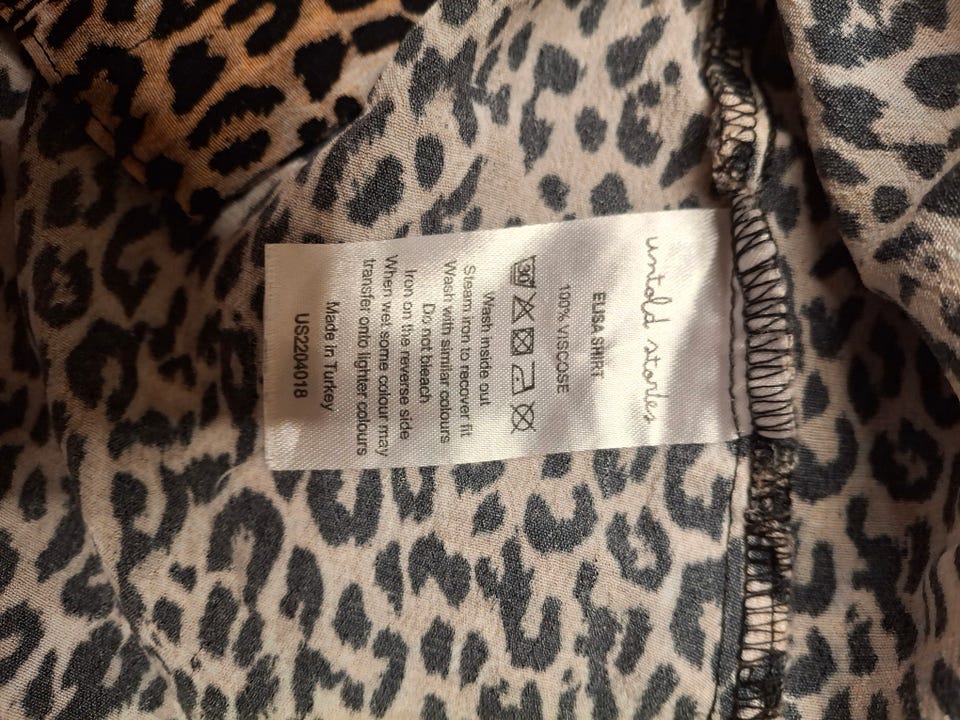 untold stories
ELISA SHIRT
100% VISCOSE
30°
Wash inside out
Steam iron to recover fit
Wash with similar colours
Do not bleach
Iron on the reverse side
When wet some colour may
transfer onto lighter colours
Made in Turkey
US2204018